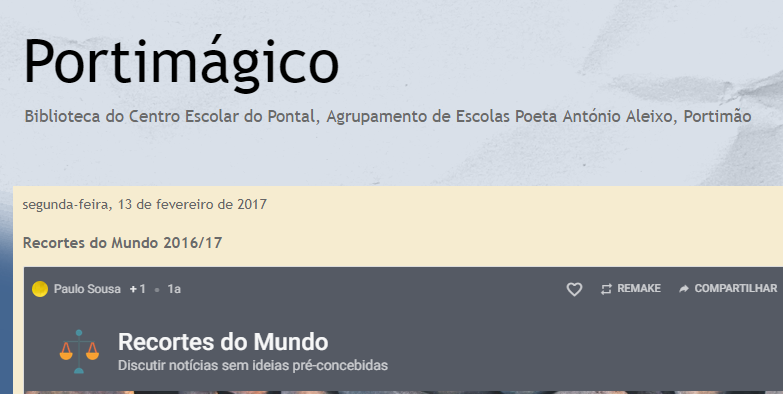 Portimágico
Biblioteca do Centro Escolar do Pontal, Agrupamento de Escolas Poeta António Aleixo, Portimão
segunda-feira, 13 de fevereiro de 2017
Recortes do Mundo 2016/17
Paulo Sousa +1 • 1a
REMAKE
COMPARTILHAR
Recortes do Mundo
Discutir notícias sem ideias pré-concebidas